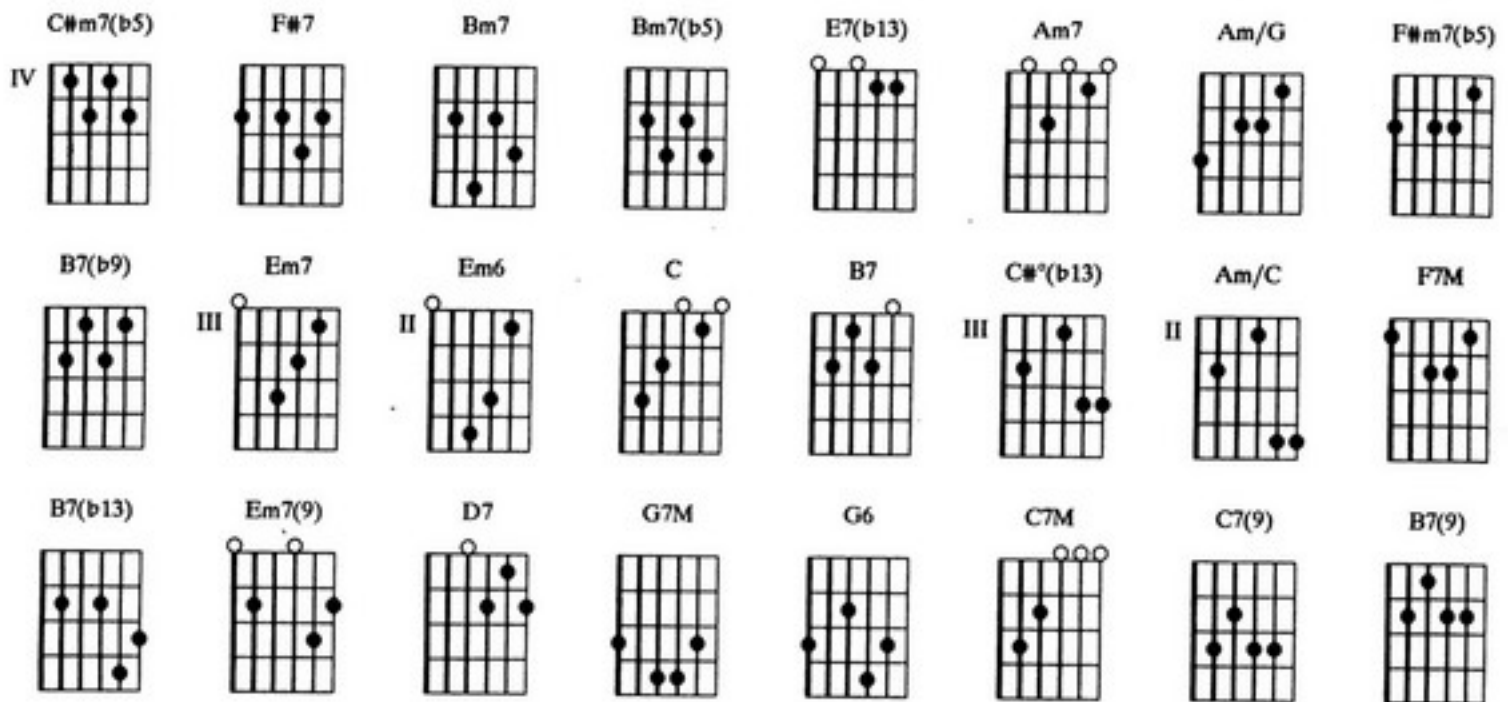 C#m7(b5) F#7 Bm7 Bm7(b5) E7(b13) Am7 Am/G F#m7(b5)
IV
B7(b9) Em7 Em6 C B7 C#°(b13) Am/C F7M
III II III II
B7(b13) Em7(9) D7 G7M G6 C7M C7(9) B7(9)